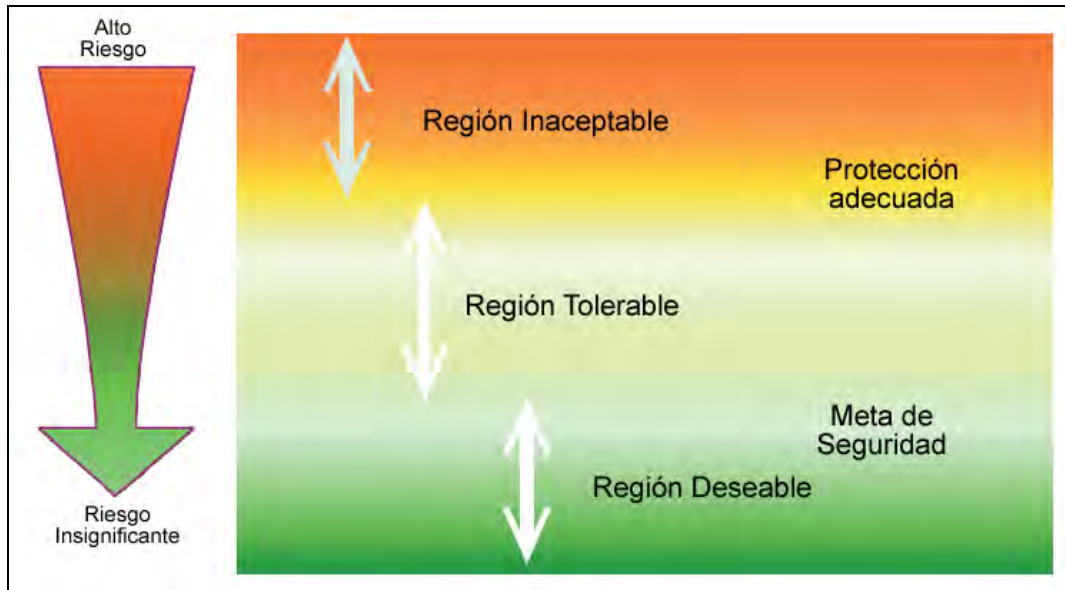 Alto
Riesgo
Región Inaceptable
Protección
adecuada
Región Tolerable
Meta de
Seguridad
Región Deseable
Riesgo
Insignificante